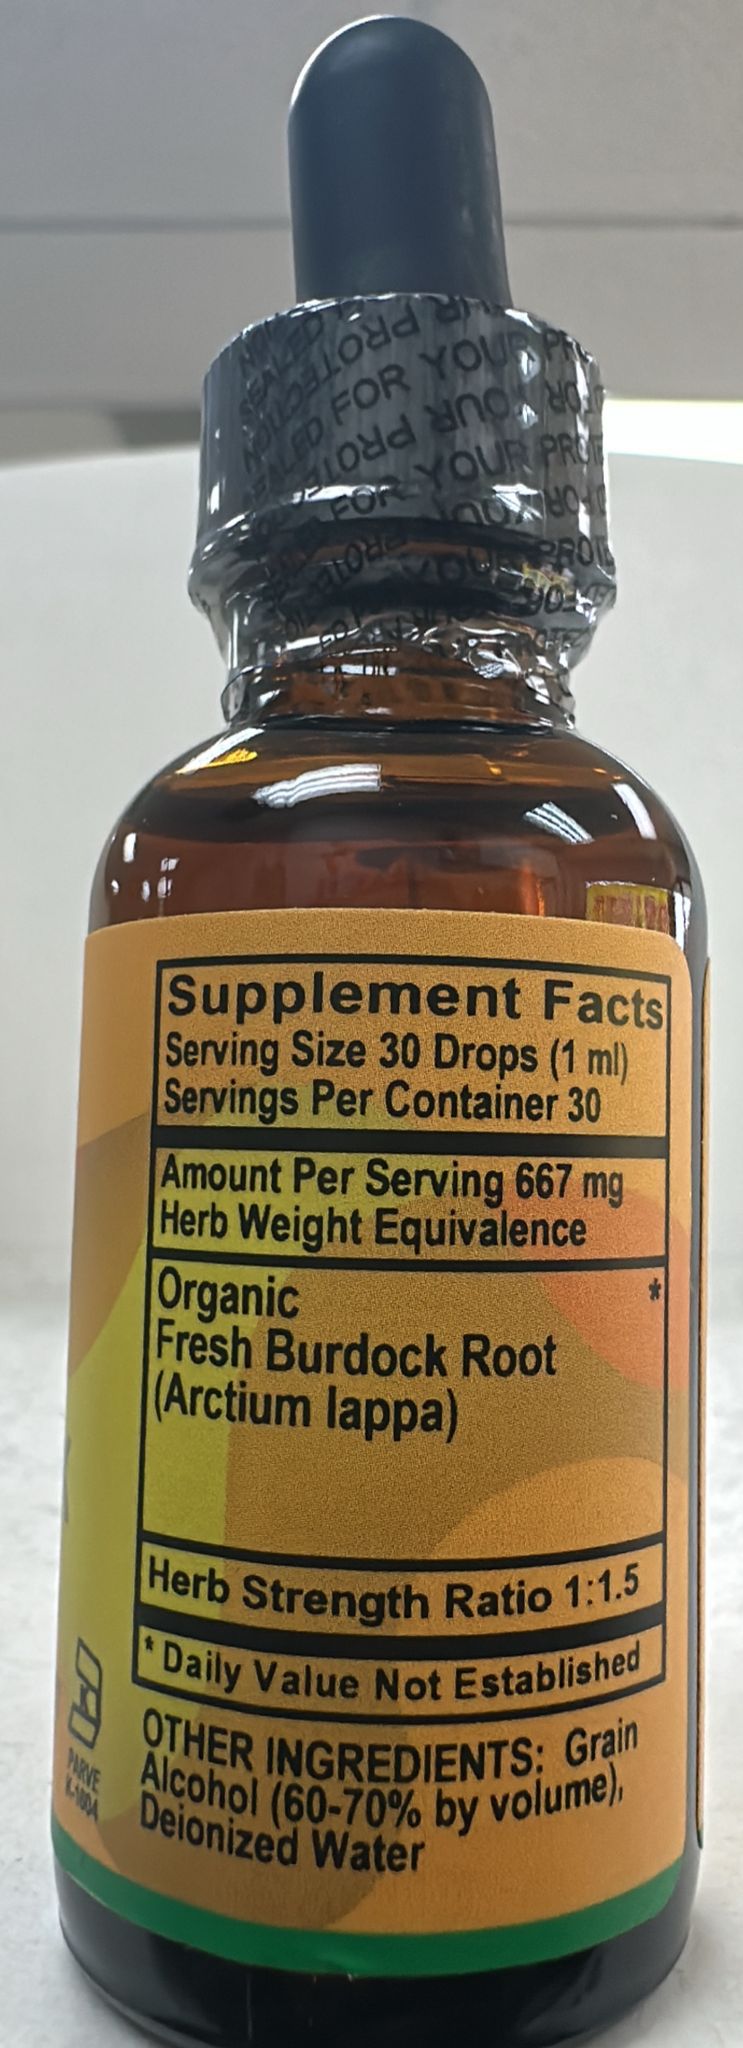 SEALED FOR YOUR PROTECTION
Supplement Facts
Serving Size 30 Drops (1 ml)
Servings Per Container 30
Amount Per Serving 667 mg
Herb Weight Equivalence
Organic *
Fresh Burdock Root
(Arctium lappa)
Herb Strength Ratio 1:1.5
* Daily Value Not Established
OTHER INGREDIENTS: Grain
Alcohol (60-70% by volume),
Deionized Water
K
PARVE
K-1004